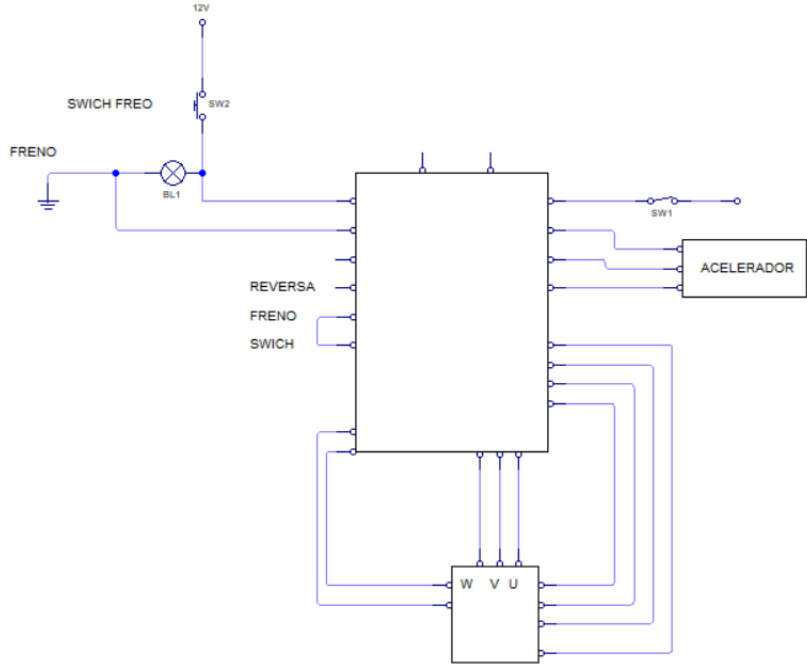 12V
SWICH FREO
SW2
FRENO
BL1
SW1
ACELERADOR
REVERSA
FRENO
SWICH
W V U